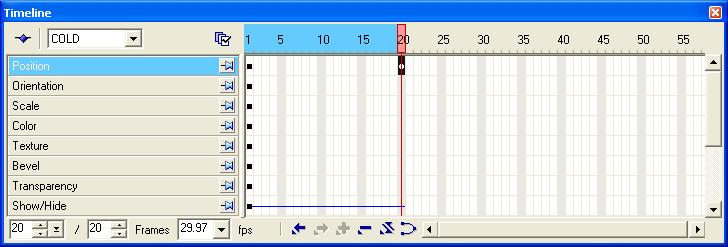 Timeline
COLD
1 5 10 15 20 25 30 35 40 45 50 55
Position
Orientation
Scale
Color
Texture
Bevel
Transparency
Show/Hide
20 / 20 Frames 29.97 fps